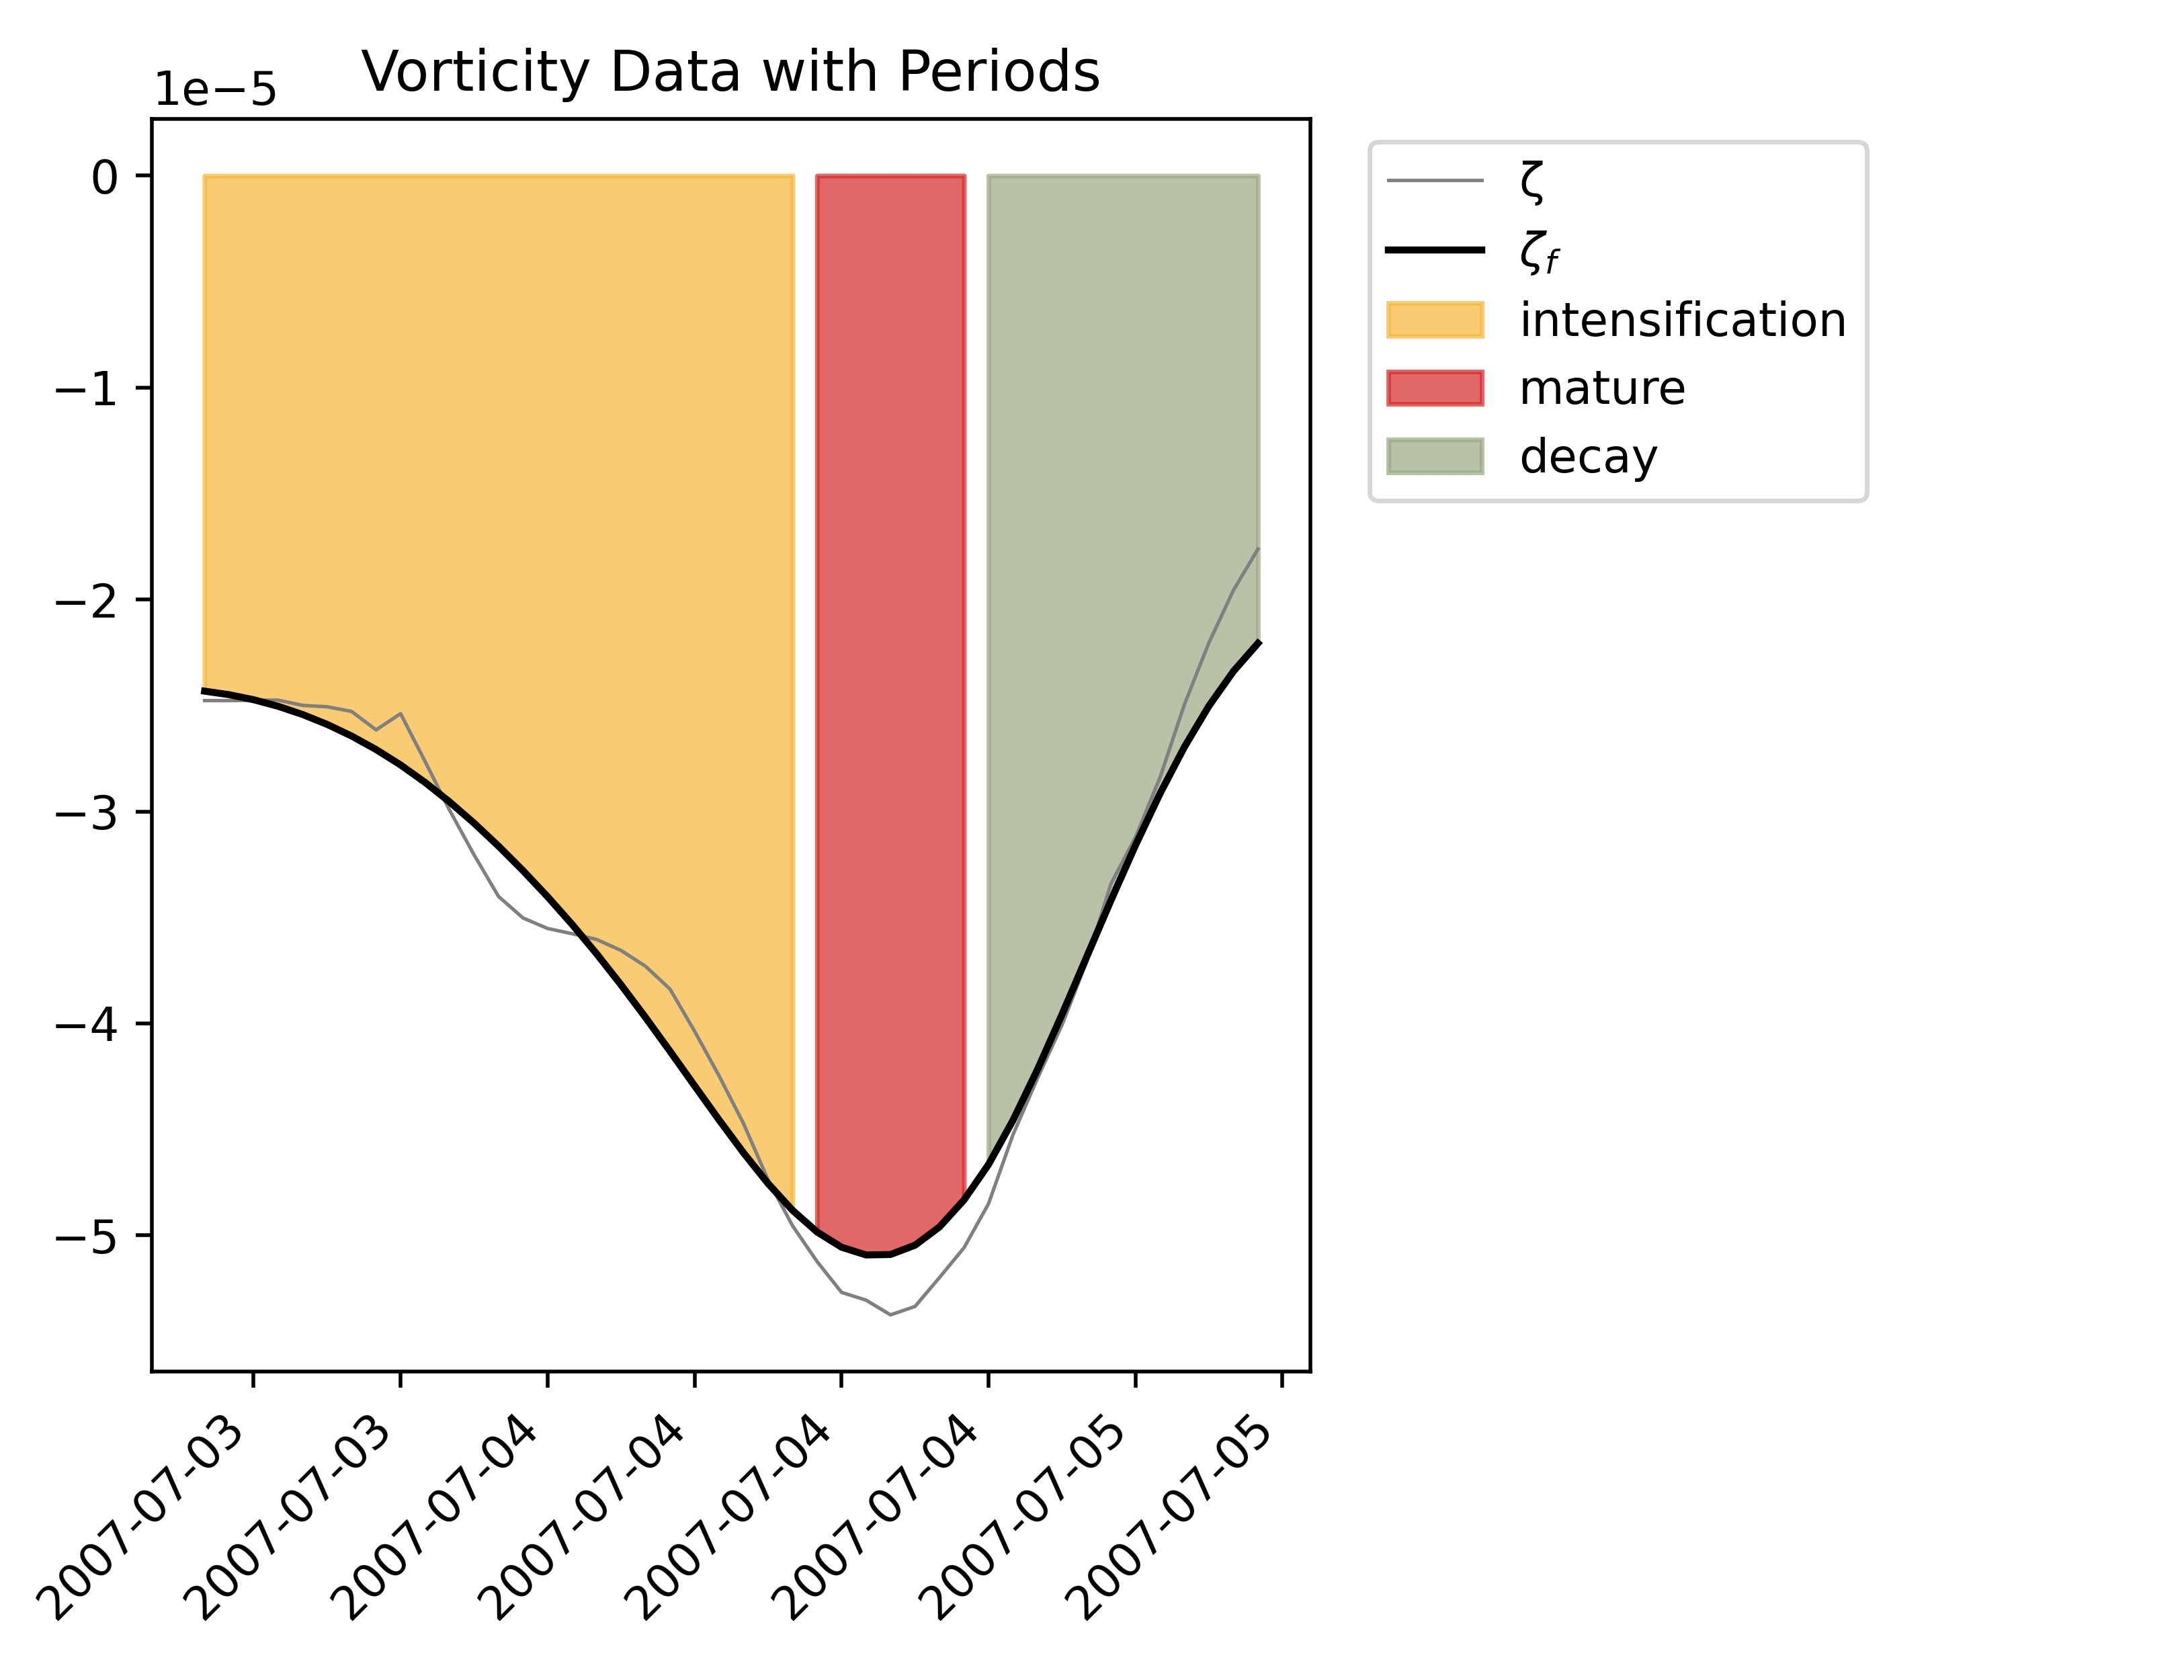 Vorticity Data with Periods
1e−5
0
−1
−2
−3
−4
−5
2007-07-03
2007-07-03
2007-07-04
2007-07-04
2007-07-04
2007-07-04
2007-07-05
2007-07-05
ζ
ζf
intensification
mature
decay